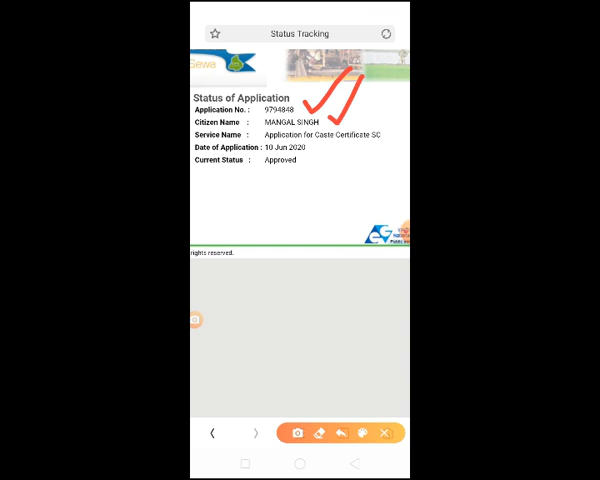 Status Tracking
Sewa
Status of Application
Application No. : 9794848
Citizen Name : MANGAL SINGH
Service Name : Application for Caste Certificate SC
Date of Application : 10 Jun 2020
Current Status : Approved
rights reserved.